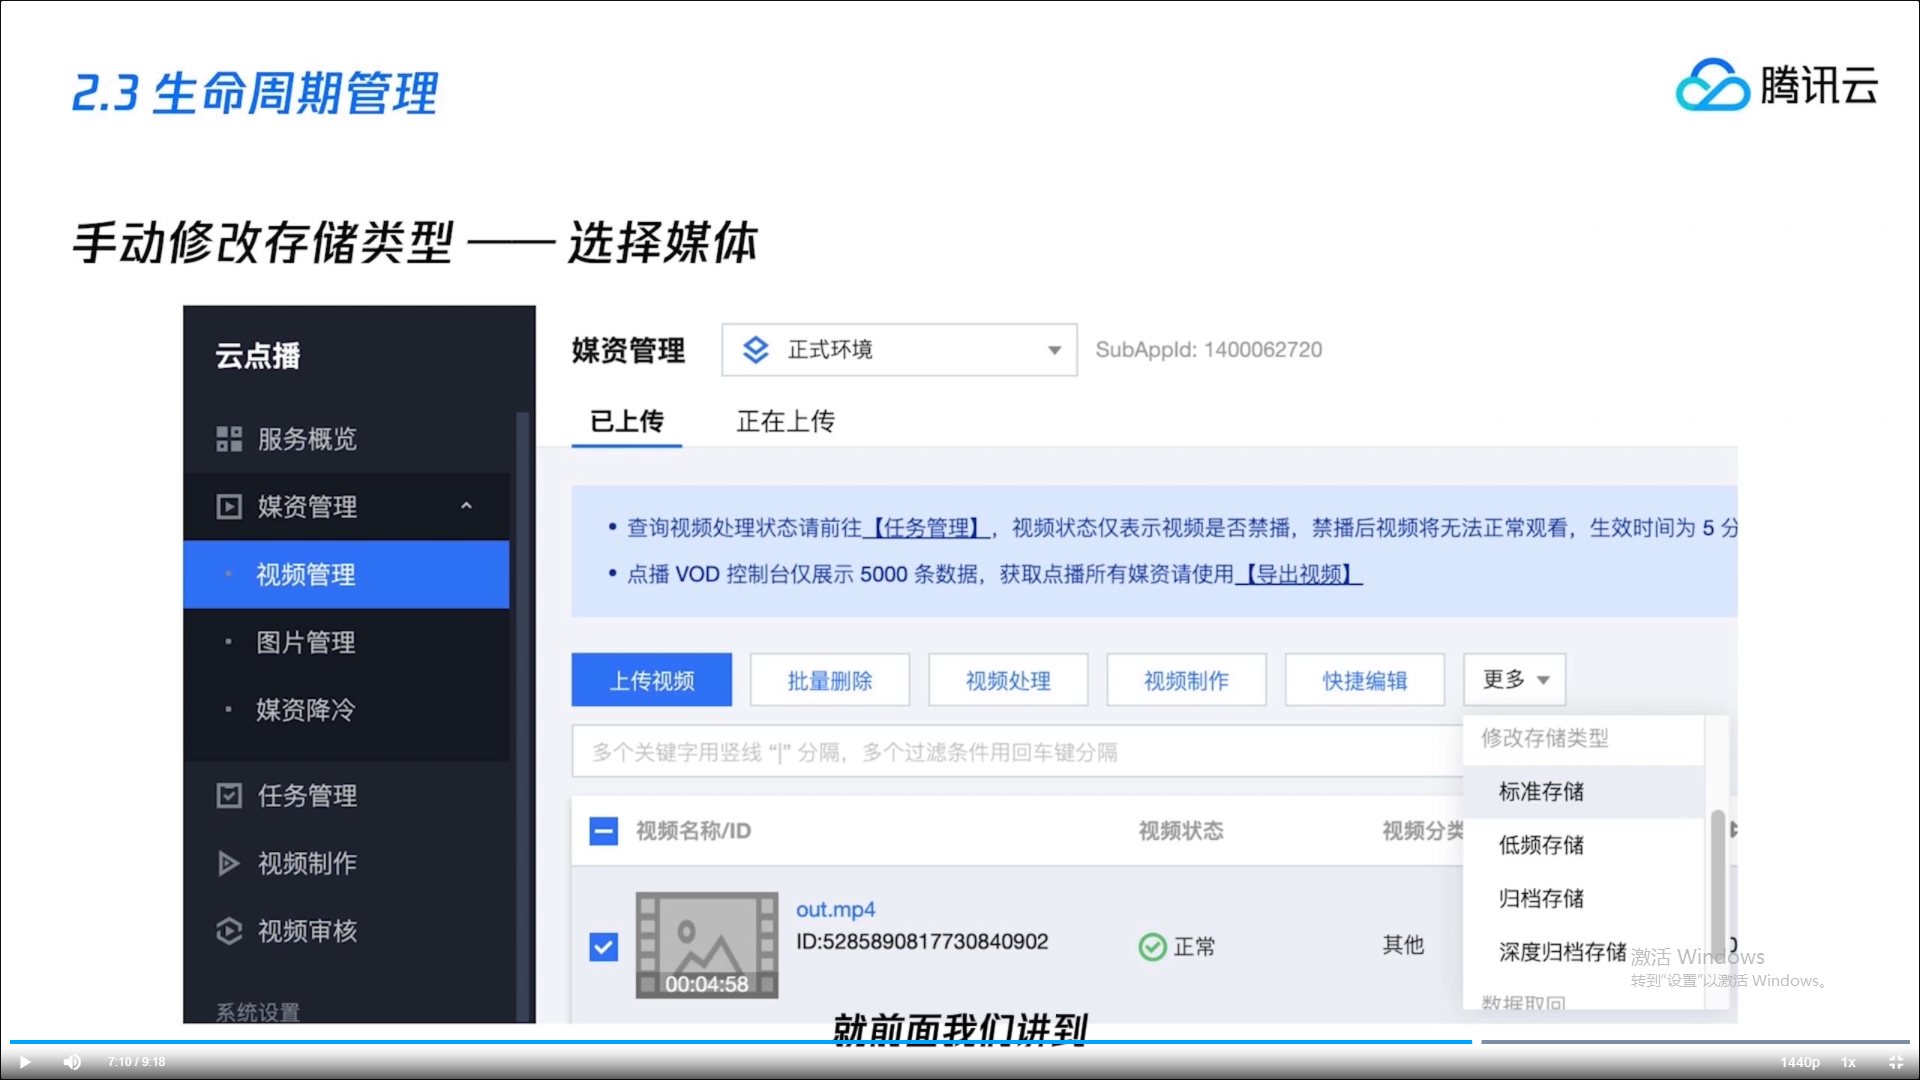 2.3 生命周期管理
腾讯云
手动修改存储类型 —— 选择媒体
云点播
服务概览
媒资管理
视频管理
图片管理
媒资降冷
任务管理
视频制作
视频审核
系统设置
媒资管理
正式环境
SubAppId: 1400062720
已上传
正在上传
• 查询视频处理状态请前往【任务管理】，视频状态仅表示视频是否禁播，禁播后视频将无法正常观看，生效时间为 5 分
• 点播 VOD 控制台仅展示 5000 条数据，获取点播所有媒资请使用【导出视频】
上传视频
批量删除
视频处理
视频制作
快捷编辑
更多
多个关键字用竖线 “|” 分隔，多个过滤条件用回车键分隔
修改存储类型
标准存储
低频存储
归档存储
深度归档存储
数据取回
视频名称/ID
视频状态
视频分类
out.mp4
ID:5285890817730840902
00:04:58
正常
其他
激活 Windows
转到“设置”以激活 Windows。
就前面我们讲到
7:10 / 9:18
1440p
1x